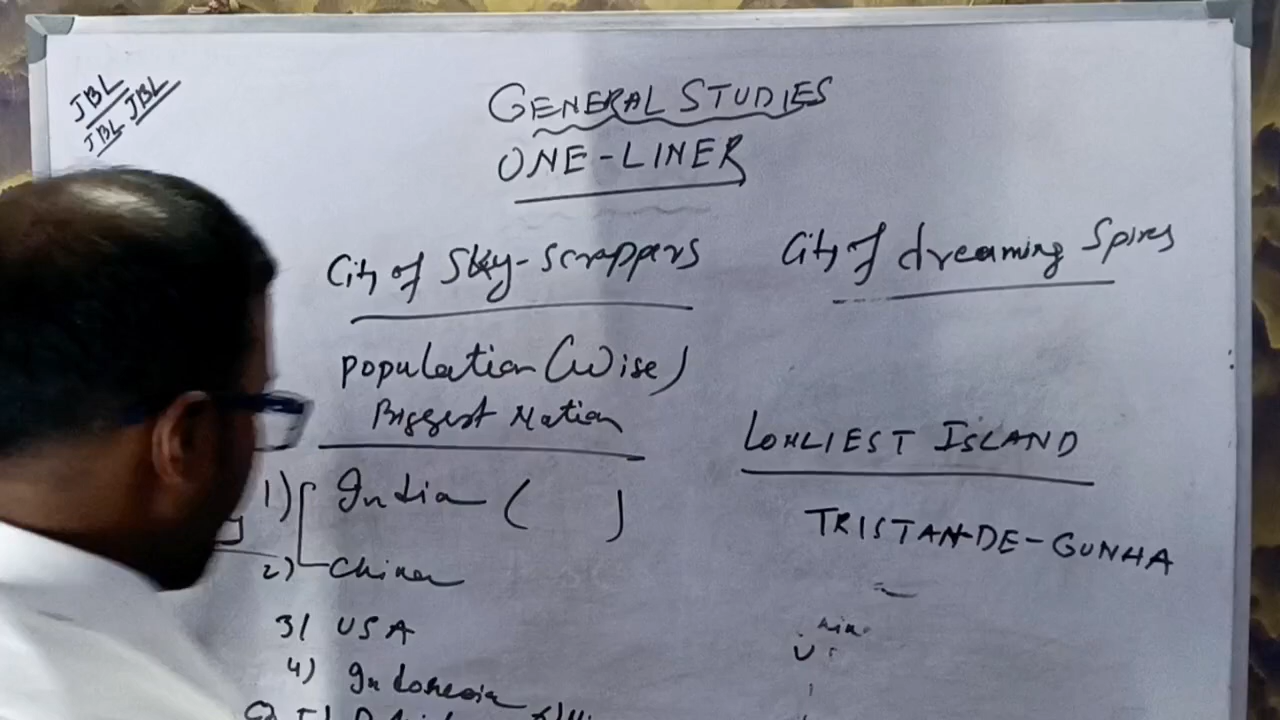 JBL
JBL
JBL
GENERAL STUDIES
ONE-LINER
City of Sky-Scrappers
City of dreaming Spires
Population (Wise)
Biggest Nation
1) India ( )
2) China
3) USA
4) Indonesia
5)
LONLIEST ISLAND
TRISTAN-DE-GUNHA